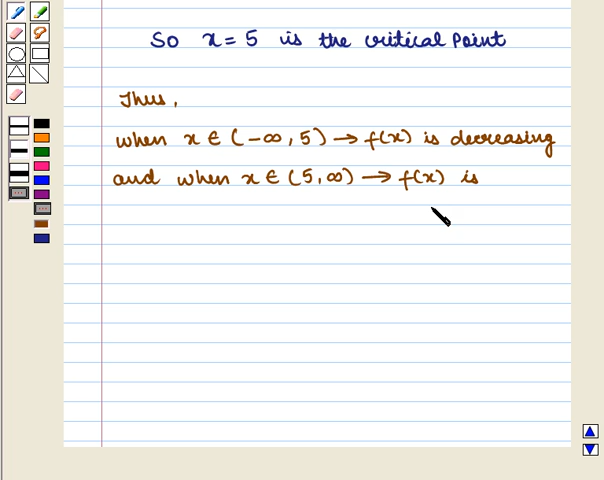 So x = 5 is the critical point
Thus,
when x ∈ (-∞, 5) → f(x) is decreasing
and when x ∈ (5, ∞) → f(x) is